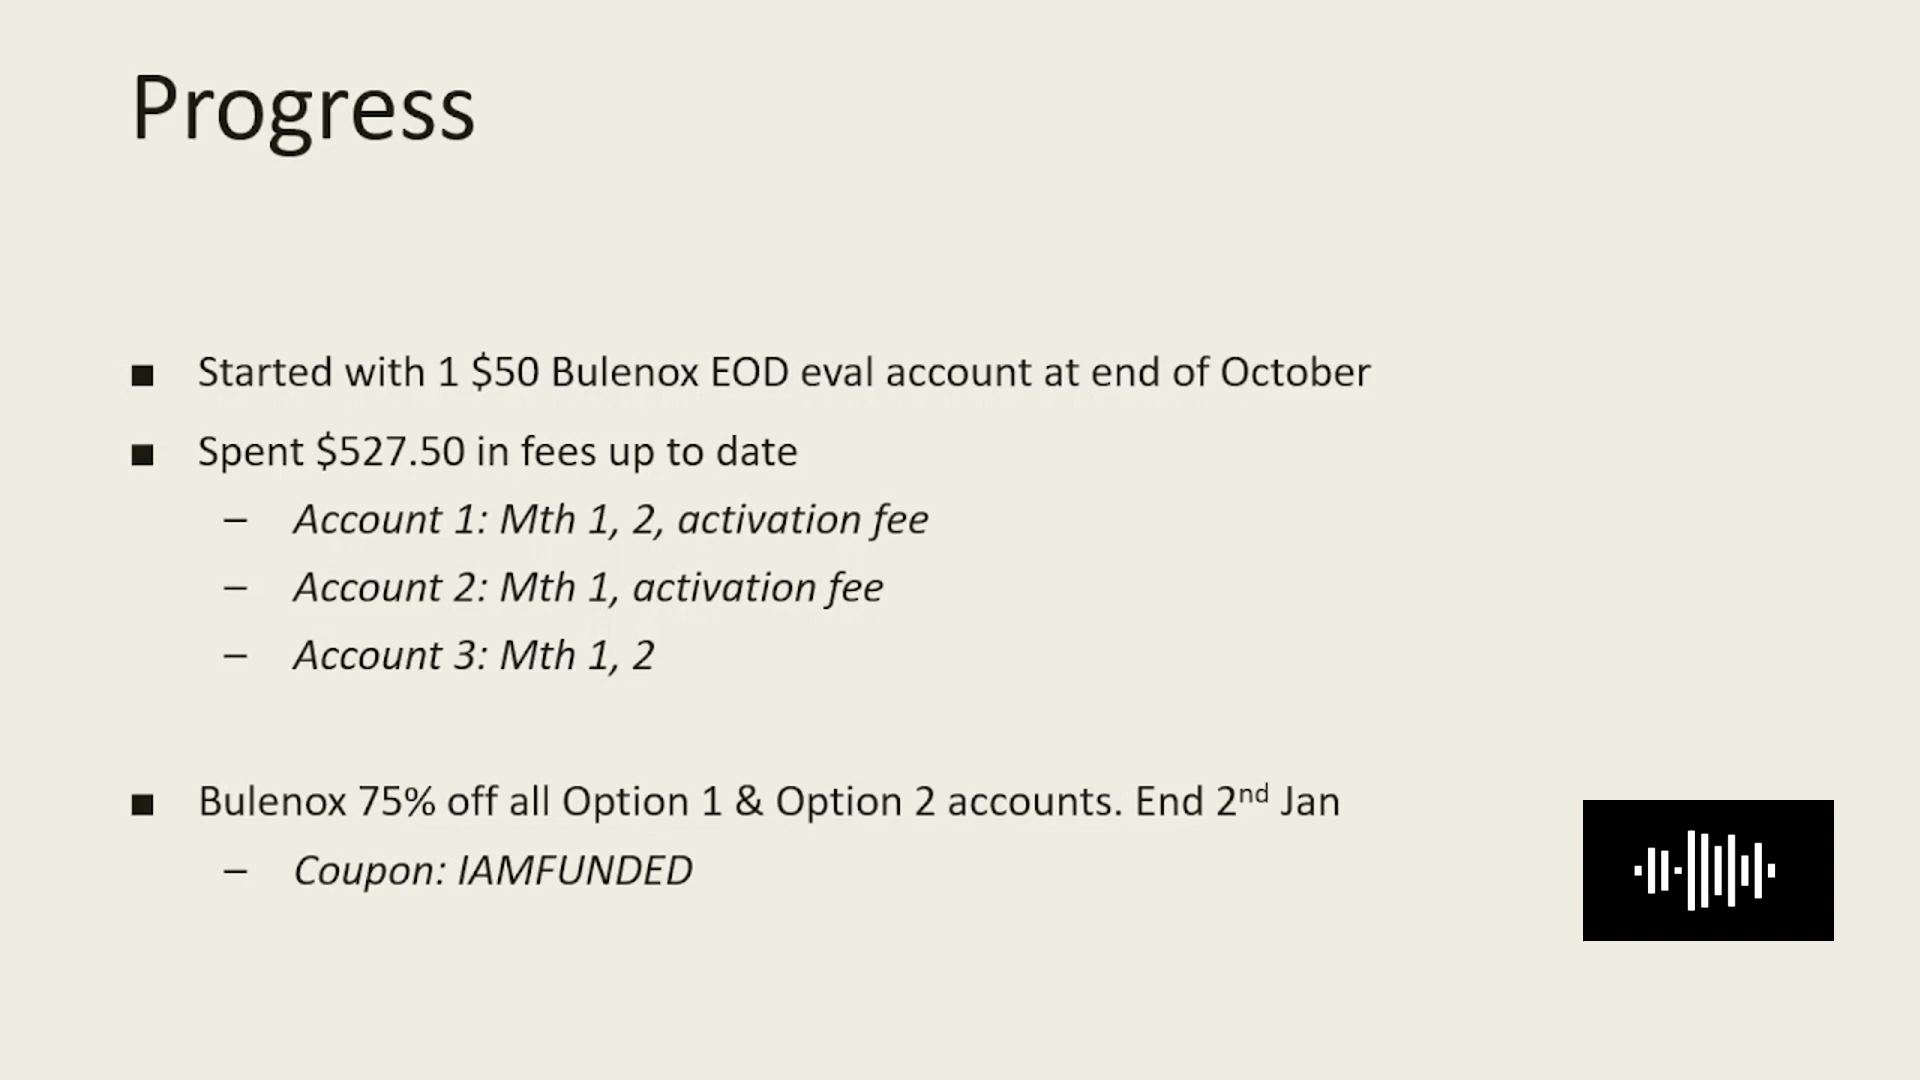 Progress
■ Started with 1 $50 Bulenox EOD eval account at end of October
■ Spent $527.50 in fees up to date
– Account 1: Mth 1, 2, activation fee
– Account 2: Mth 1, activation fee
– Account 3: Mth 1, 2
■ Bulenox 75% off all Option 1 & Option 2 accounts. End 2nd Jan
– Coupon: IAMFUNDED